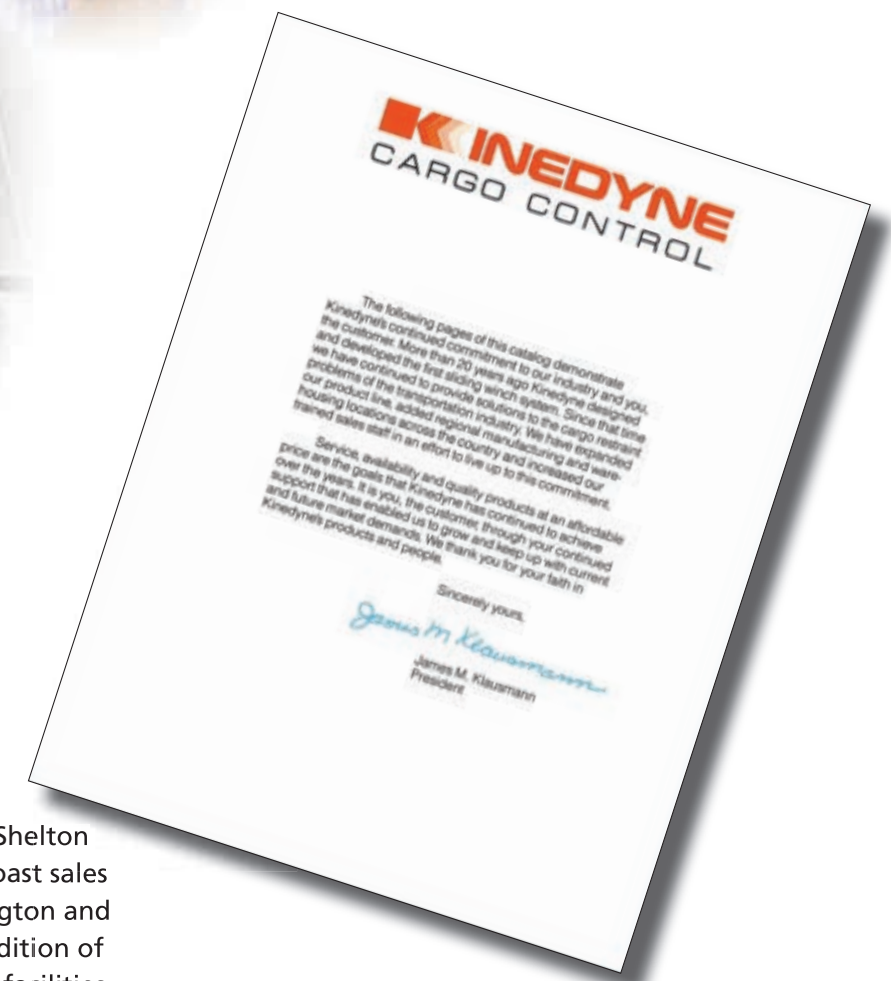 KINEDYNE
CARGO CONTROL
The following pages of this catalog demonstrate
Kinedyne's continued commitment to our industry and you,
the customer. More than 20 years ago Kinedyne designed
and developed the first sliding winch system. Since that time
we have continued to provide solutions to the cargo restraint
problems of the transportation industry. We have expanded
our product line, added regional manufacturing and ware-
housing locations across the country and increased our
trained sales staff in an effort to live up to this commitment.
Service, availability and quality products at an affordable
price are the goals that Kinedyne has continued to achieve
over the years. It is you, the customer, through your continued
support that has enabled us to grow and keep up with current
and future market demands. We thank you for your faith in
Kinedyne's products and people.
Sincerely yours,
James M Klausmann
James M. Klausmann
President
Shelton
oast sales
gton and
dition of
facilities